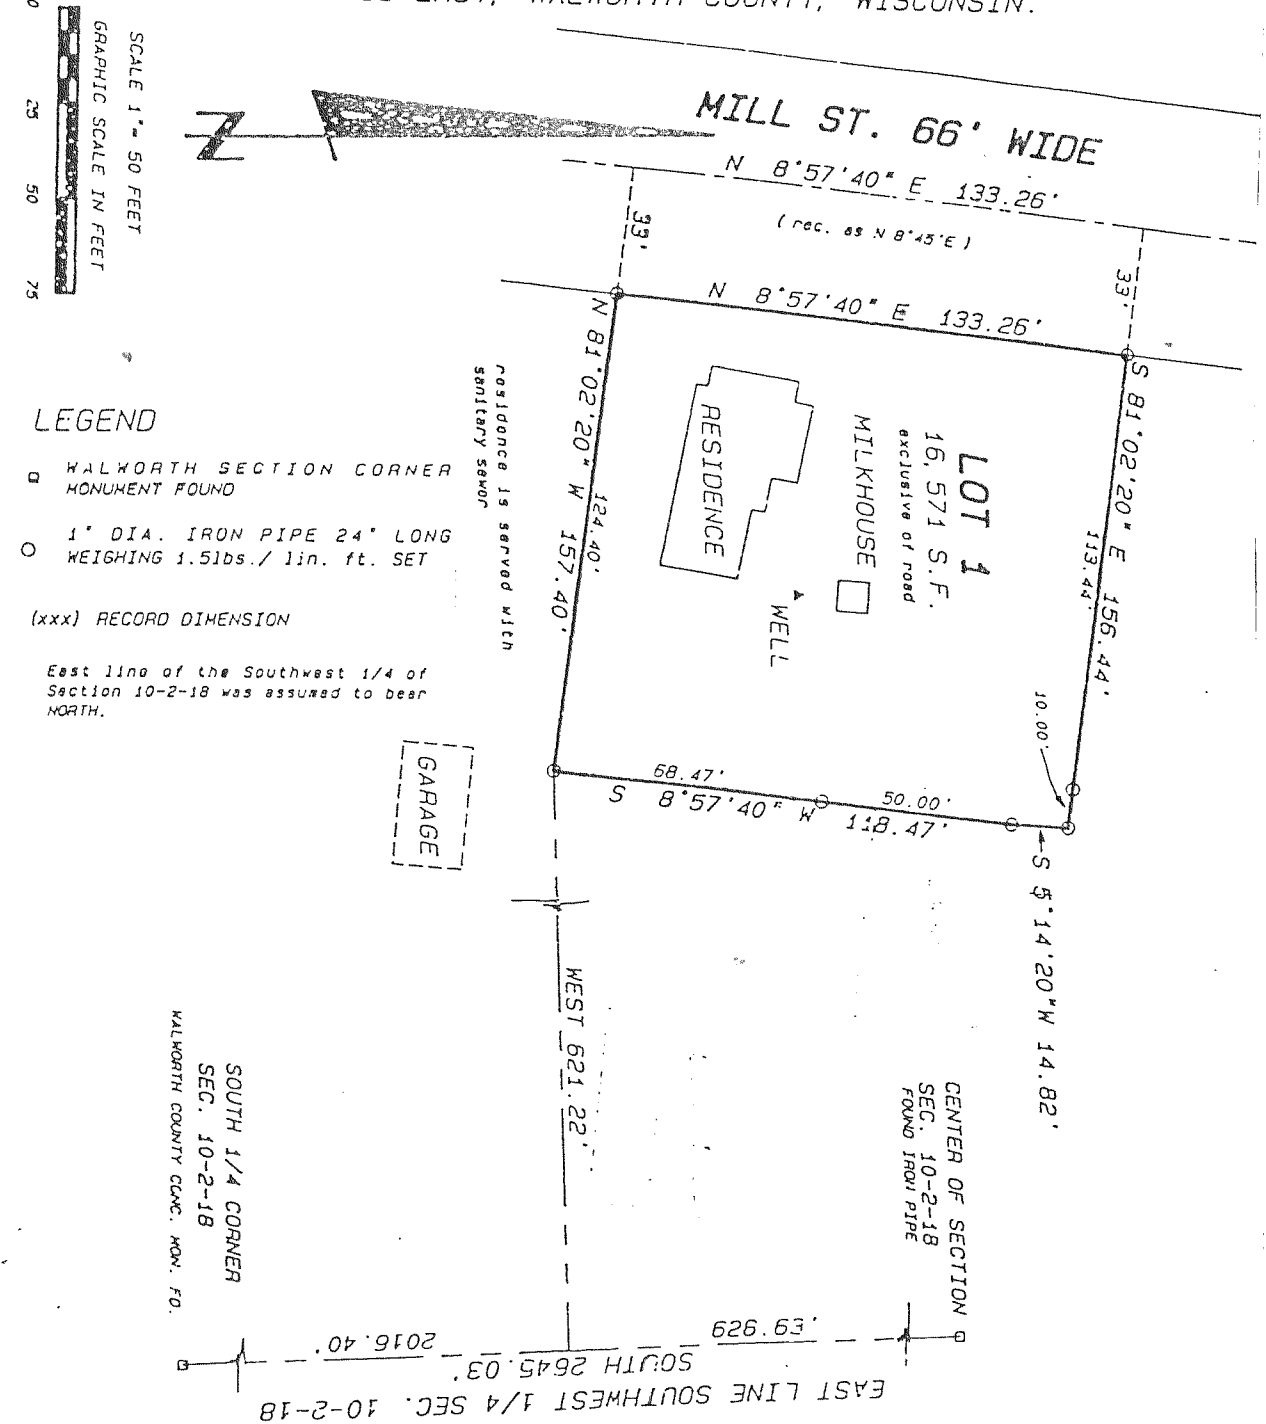 EAST, WALWORTH COUNTY, WISCONSIN.
SCALE 1"= 50 FEET
GRAPHIC SCALE IN FEET
0 25 50 75
MILL ST. 66' WIDE
N 8°57'40" E 133.26'
(rec. as N 8°45'E)
33'
33'
N 8°57'40" E 133.26'
S 81°02'20" E 156.44'
113.44'
10.00'
N 81°02'20" W 157.40'
124.40'
LOT 1
16,571 S.F.
exclusive of road
MILKHOUSE
RESIDENCE
WELL
residence is served with
sanitary sewer
68.47'
50.00'
S 8°57'40" W 118.47'
S 5°14'20"W 14.82'
GARAGE
WEST 621.22'
LEGEND
WALWORTH SECTION CORNER
MONUMENT FOUND
1" DIA. IRON PIPE 24" LONG
WEIGHING 1.5lbs./ lin. ft. SET
(xxx) RECORD DIMENSION
East line of the Southwest 1/4 of
Section 10-2-18 was assumed to bear
NORTH.
CENTER OF SECTION
SEC. 10-2-18
FOUND IRON PIPE
SOUTH 1/4 CORNER
SEC. 10-2-18
WALWORTH COUNTY CONC. MON. FD.
2016.40'
SOUTH 2645.03'
EAST LINE SOUTHWEST 1/4 SEC. 10-2-18